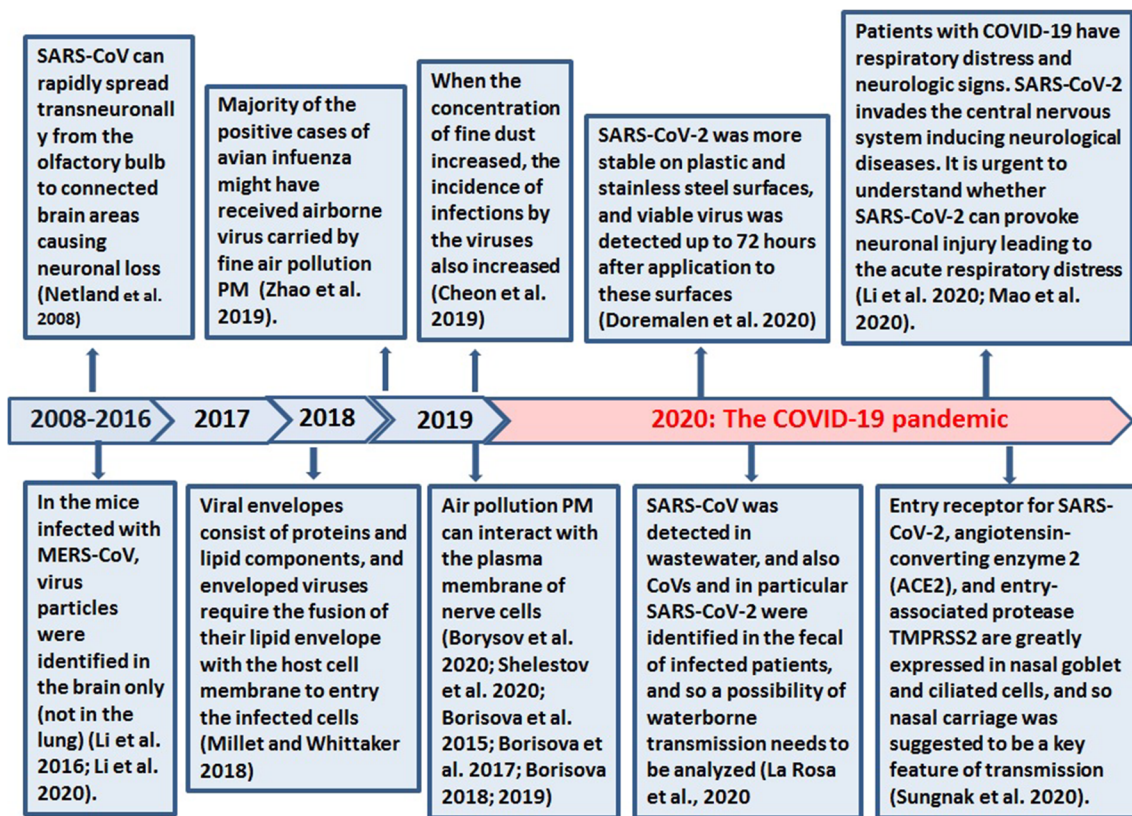 SARS-CoV can
rapidly spread
transneuronall
y from the
olfactory bulb
to connected
brain areas
causing
neuronal loss
(Netland et al.
2008)
Majority of the
positive cases of
avian infuenza
might have
received airborne
virus carried by
fine air pollution
PM (Zhao et al.
2019).
When the
concentration
of fine dust
increased, the
incidence of
infections by
the viruses
also increased
(Cheon et al.
2019)
SARS-CoV-2 was more
stable on plastic and
stainless steel surfaces,
and viable virus was
detected up to 72 hours
after application to
these surfaces
(Doremalen et al. 2020)
Patients with COVID-19 have
respiratory distress and
neurologic signs. SARS-CoV-2
invades the central nervous
system inducing neurological
diseases. It is urgent to
understand whether
SARS-CoV-2 can provoke
neuronal injury leading to
the acute respiratory distress
(Li et al. 2020; Mao et al.
2020).
2008-2016
2017
2018
2019
2020: The COVID-19 pandemic
In the mice
infected with
MERS-CoV,
virus
particles
were
identified in
the brain only
(not in the
lung) (Li et al.
2016; Li et al.
2020).
Viral envelopes
consist of proteins and
lipid components, and
enveloped viruses
require the fusion of
their lipid envelope
with the host cell
membrane to entry
the infected cells
(Millet and Whittaker
2018)
Air pollution PM
can interact with
the plasma
membrane of
nerve cells
(Borysov et al.
2020; Shelestov
et al. 2020;
Borisova et al.
2015; Borisova et
al. 2017; Borisova
2018; 2019)
SARS-CoV was
detected in
wastewater, and also
CoVs and in particular
SARS-CoV-2 were
identified in the fecal
of infected patients,
and so a possibility of
waterborne
transmission needs to
be analyzed (La Rosa
et al., 2020
Entry receptor for SARS-
CoV-2, angiotensin-
converting enzyme 2
(ACE2), and entry-
associated protease
TMPRSS2 are greatly
expressed in nasal goblet
and ciliated cells, and so
nasal carriage was
suggested to be a key
feature of transmission
(Sungnak et al. 2020).